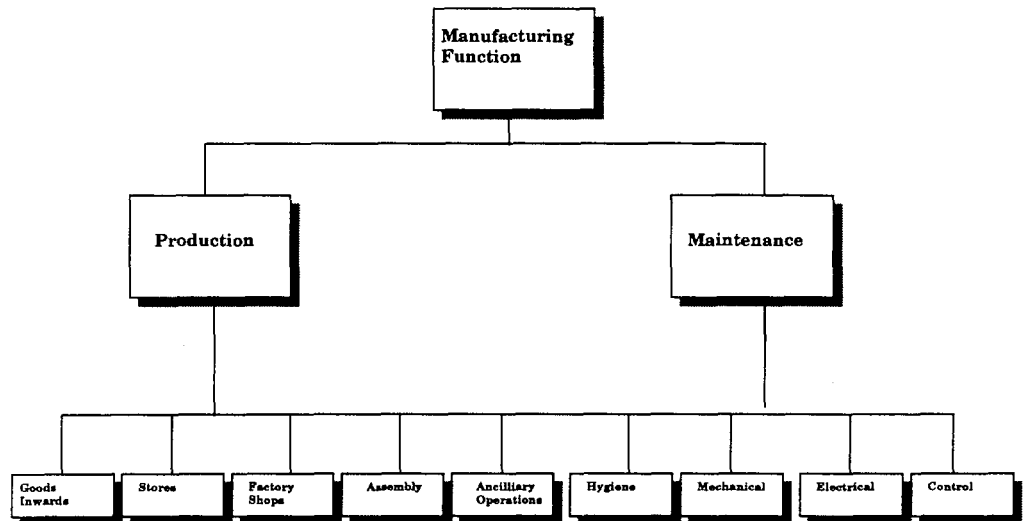 Manufacturing
Function
Production
Maintenance
Goods
Inwards
Stores
Factory
Shops
Assembly
Ancilliary
Operations
Hygiene
Mechanical
Electrical
Control